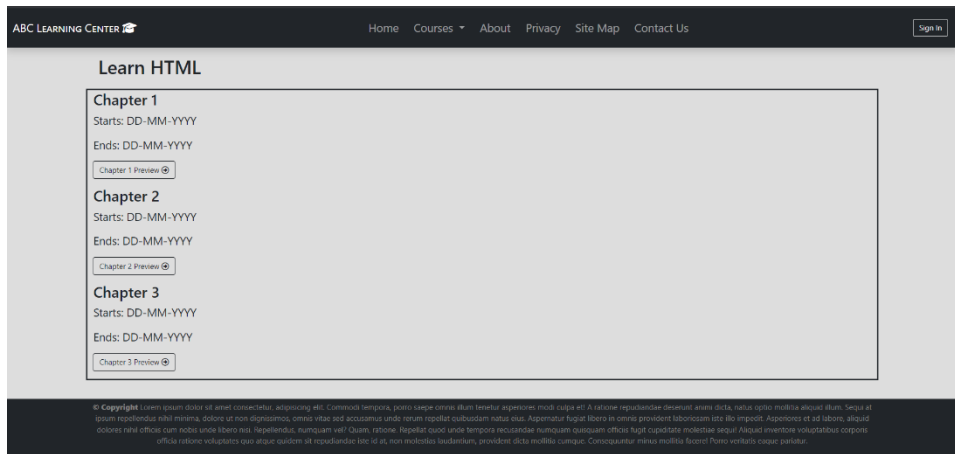 ABC LEARNING CENTER
Home Courses About Privacy Site Map Contact Us
Sign In
Learn HTML
Chapter 1
Starts: DD-MM-YYYY
Ends: DD-MM-YYYY
Chapter 1 Preview
Chapter 2
Starts: DD-MM-YYYY
Ends: DD-MM-YYYY
Chapter 2 Preview
Chapter 3
Starts: DD-MM-YYYY
Ends: DD-MM-YYYY
Chapter 3 Preview
© Copyright Lorem ipsum dolor sit amet consectetur, adipisicing elit. Commodi tempora, porro saepe omnis illum tenetur asperiores modi culpa et! A ratione repudiandae deserunt animi dicta, natus optio mollitia aliquid illum. Sequi at
ipsum repellendus nihil minima, dolore ut non dignissimos, omnis vitae sed accusamus unde rerum repellat quibusdam natus eius. Aspernatur fugiat libero in omnis provident laboriosam iste illo impedit. Asperiores et ad labore, aliquid
dolores nihil officiis cum nobis unde libero nisi. Repellendus, numquam vel? Quam, ratione. Repellat quod unde tempora recusandae numquam quisquam officiis fugit cupiditate molestiae sequi! Aliquid inventore voluptatibus corporis
officia ratione voluptates quo atque quidem sit repudiandae iste id at, non molestias laudantium, provident dicta mollitia cumque. Consequuntur minus mollitia facere! Porro veritatis eaque pariatur.